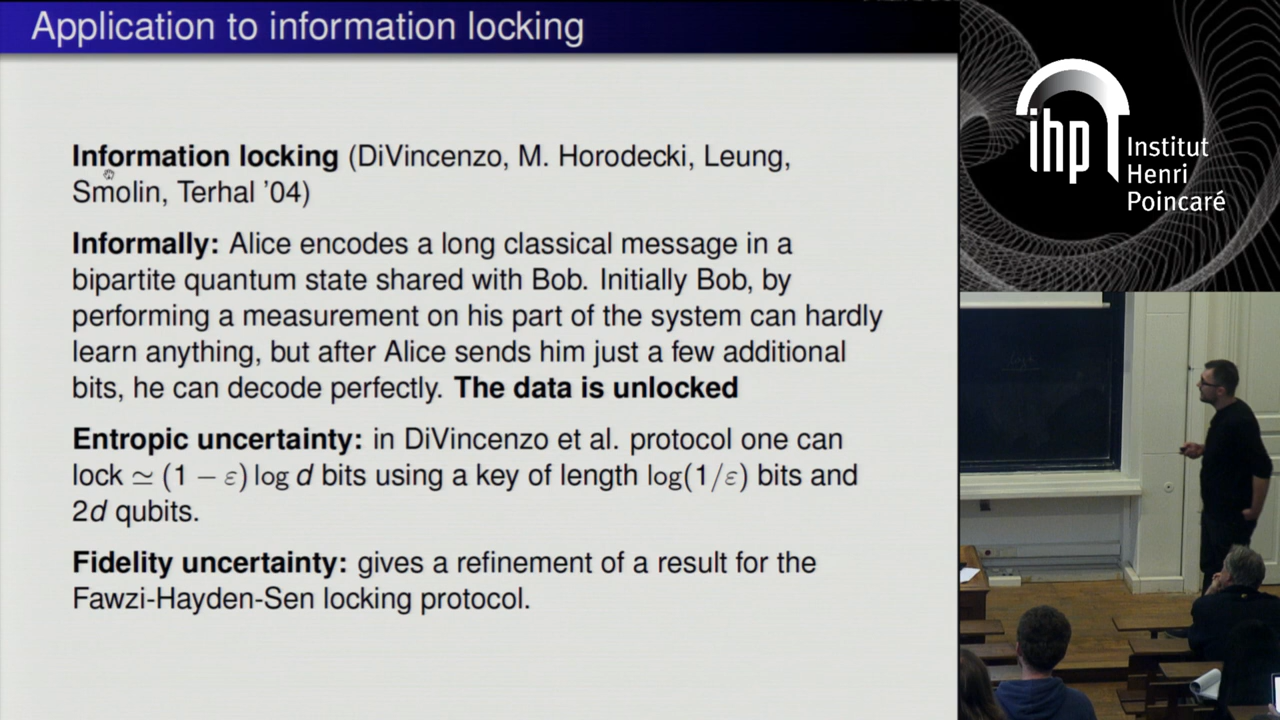 Application to information locking
Information locking (DiVincenzo, M. Horodecki, Leung,
Smolin, Terhal '04)
Informally: Alice encodes a long classical message in a
bipartite quantum state shared with Bob. Initially Bob, by
performing a measurement on his part of the system can hardly
learn anything, but after Alice sends him just a few additional
bits, he can decode perfectly. The data is unlocked
Entropic uncertainty: in DiVincenzo et al. protocol one can
lock ≃ (1 − ε) log d bits using a key of length log(1/ε) bits and
2d qubits.
Fidelity uncertainty: gives a refinement of a result for the
Fawzi-Hayden-Sen locking protocol.
ihp
Institut
Henri
Poincaré